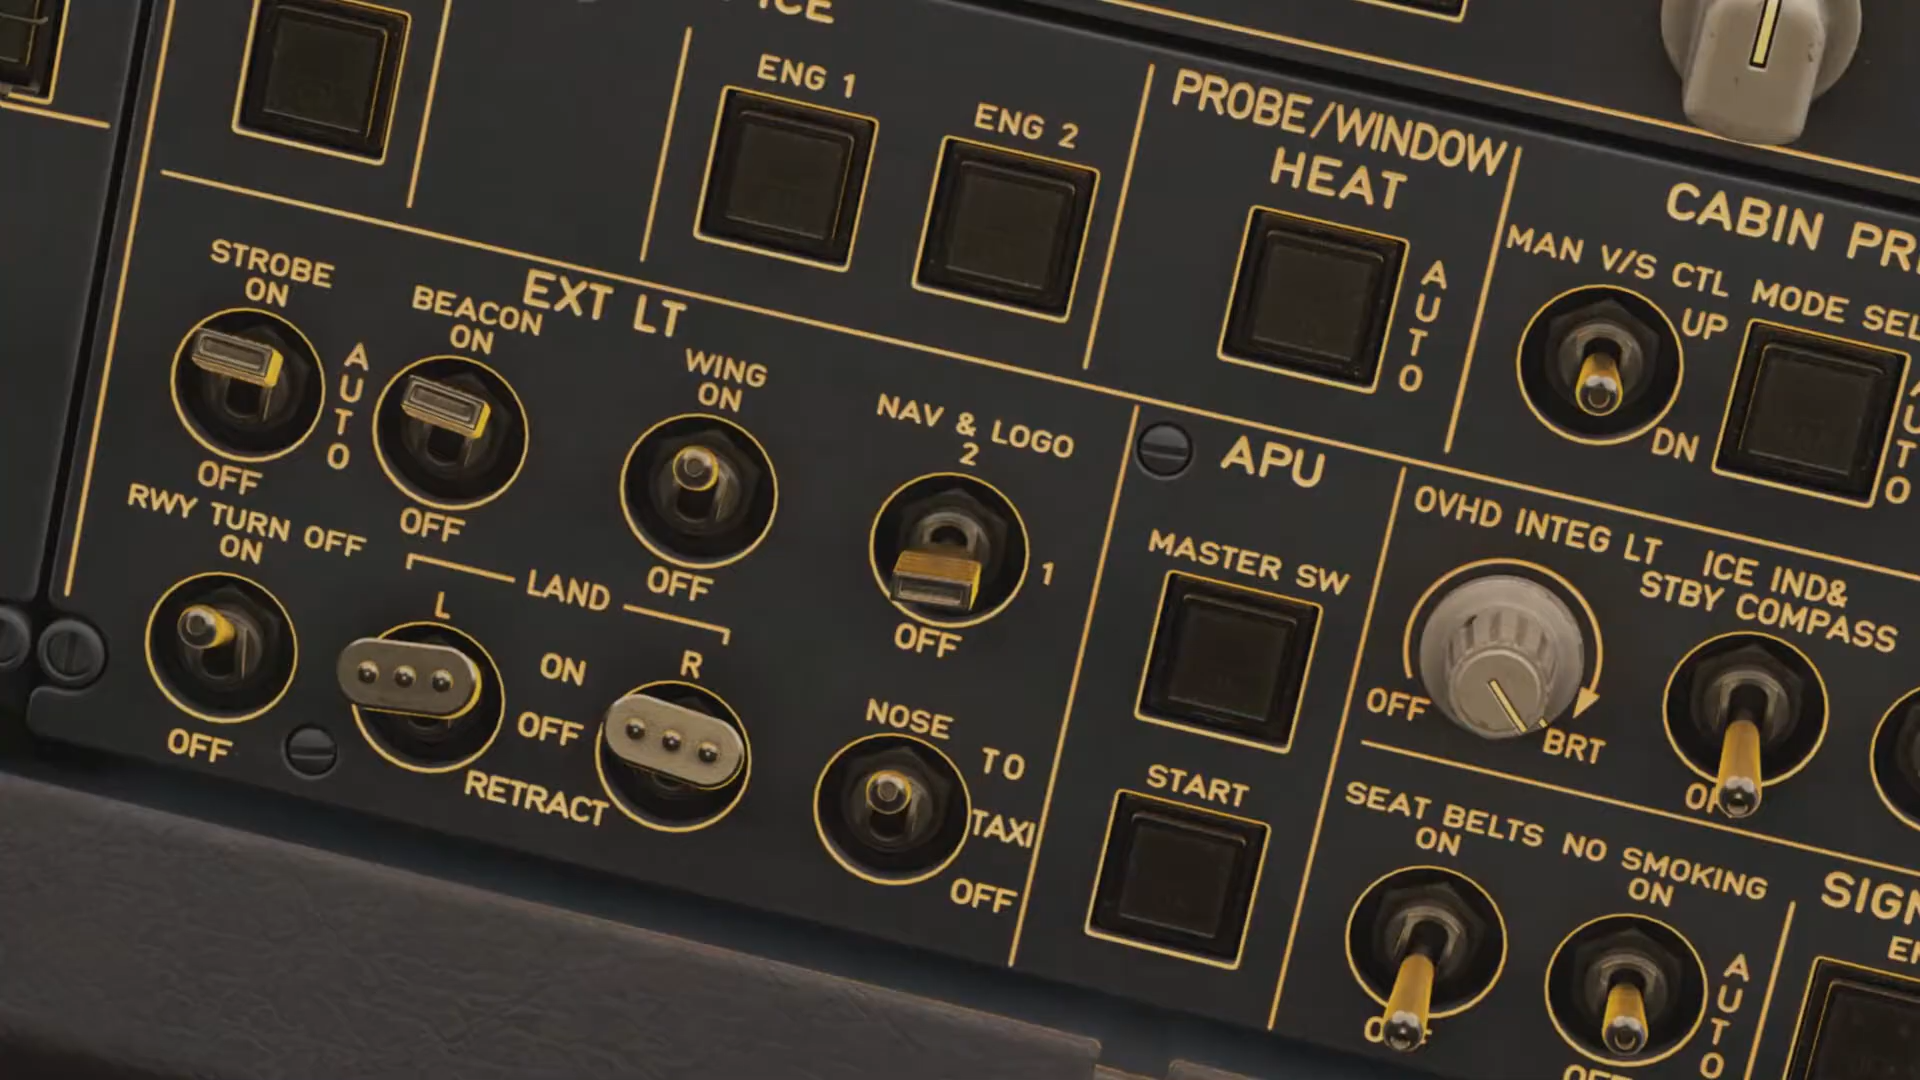 ICE
ENG 1
ENG 2
PROBE/WINDOW
HEAT
AUTO
CABIN
MAN V/S CTL
UP
DN
MODE SEL
AUTO
EXT LT
STROBE
ON
AUTO
OFF
BEACON
ON
OFF
WING
ON
OFF
NAV & LOGO
2
1
OFF
RWY TURN OFF
ON
OFF
LAND
L
R
ON
OFF
RETRACT
NOSE
TO
TAXI
OFF
APU
MASTER SW
START
OVHD INTEG LT
OFF
BRT
ICE IND&
STBY COMPASS
SEAT BELTS
ON
NO SMOKING
ON
AUTO